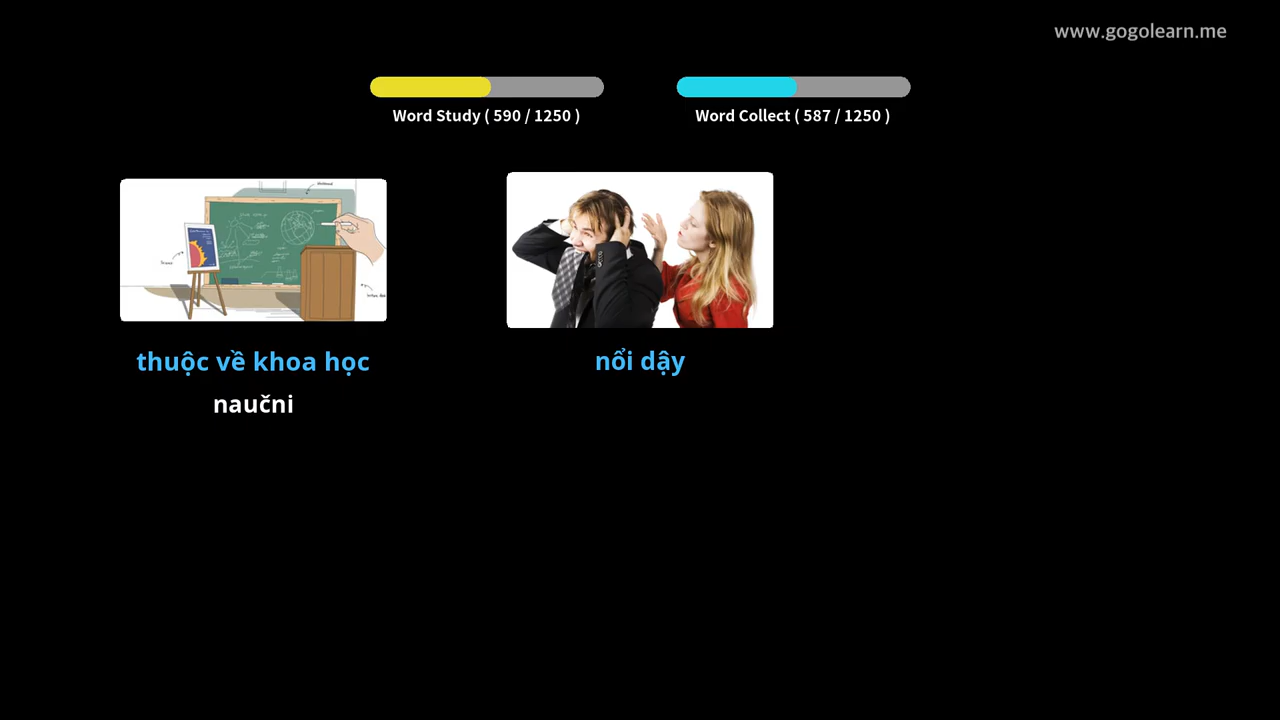 www.gogolearn.me
Word Study ( 590 / 1250 )
Word Collect ( 587 / 1250 )
thuộc về khoa học
nổi dậy
naučni